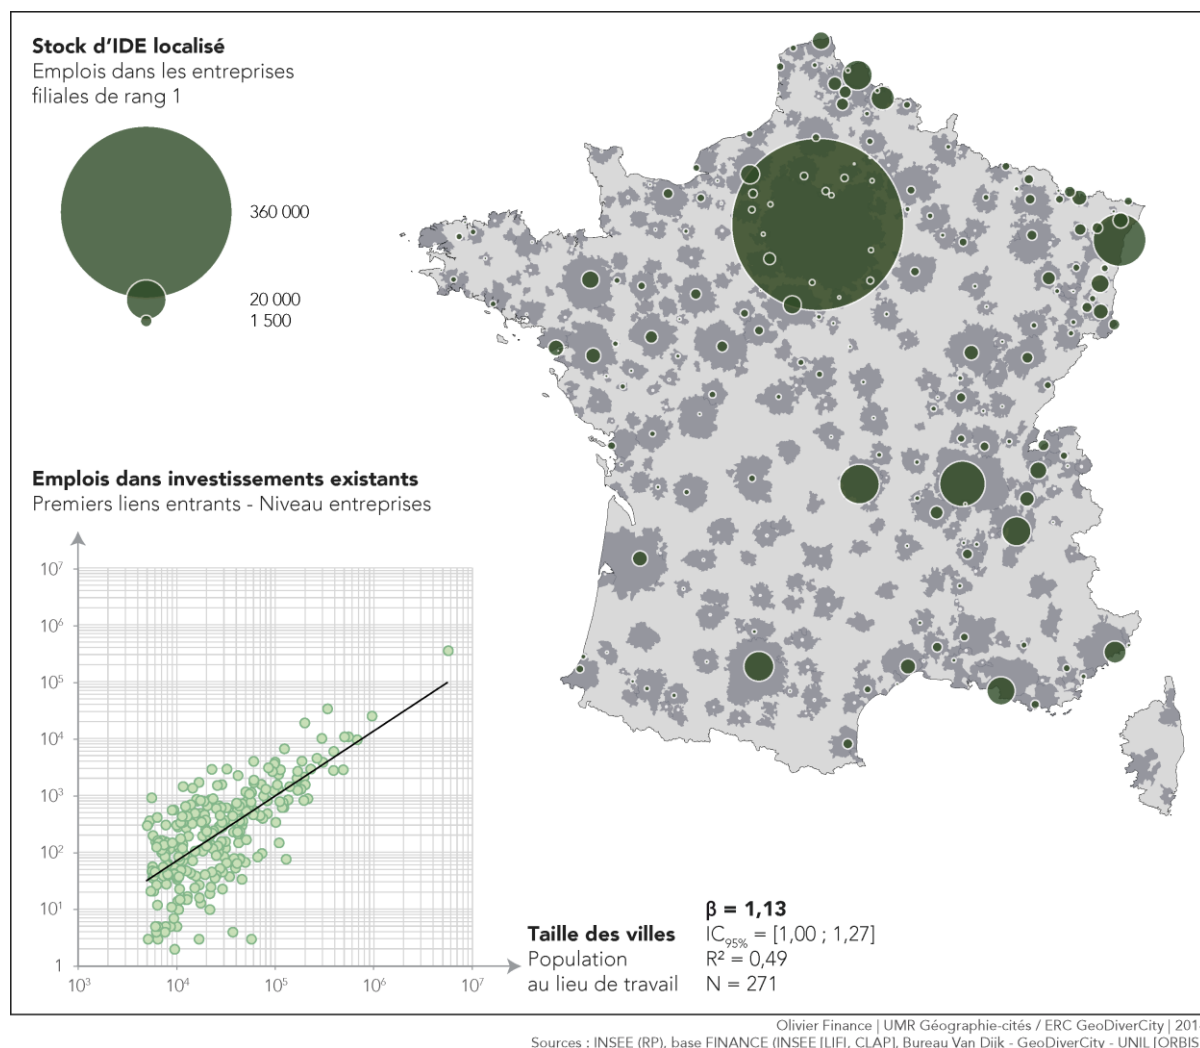 Stock d’IDE localisé
Emplois dans les entreprises
filiales de rang 1
360 000
20 000
1 500
Emplois dans investissements existants
Premiers liens entrants - Niveau entreprises
10⁷
10⁶
10⁵
10⁴
10³
10²
10¹
1
10³
10⁴
10⁵
10⁶
10⁷
Taille des villes
Population
au lieu de travail
β = 1,13
IC95% = [1,00 ; 1,27]
R² = 0,49
N = 271
Olivier Finance | UMR Géographie-cités / ERC GeoDiverCity |
Sources : INSEE (RP), base FINANCE (INSEE [LIFI, CLAP], Bureau Van Dijk - GeoDiverCity - UNIL [ORBIS